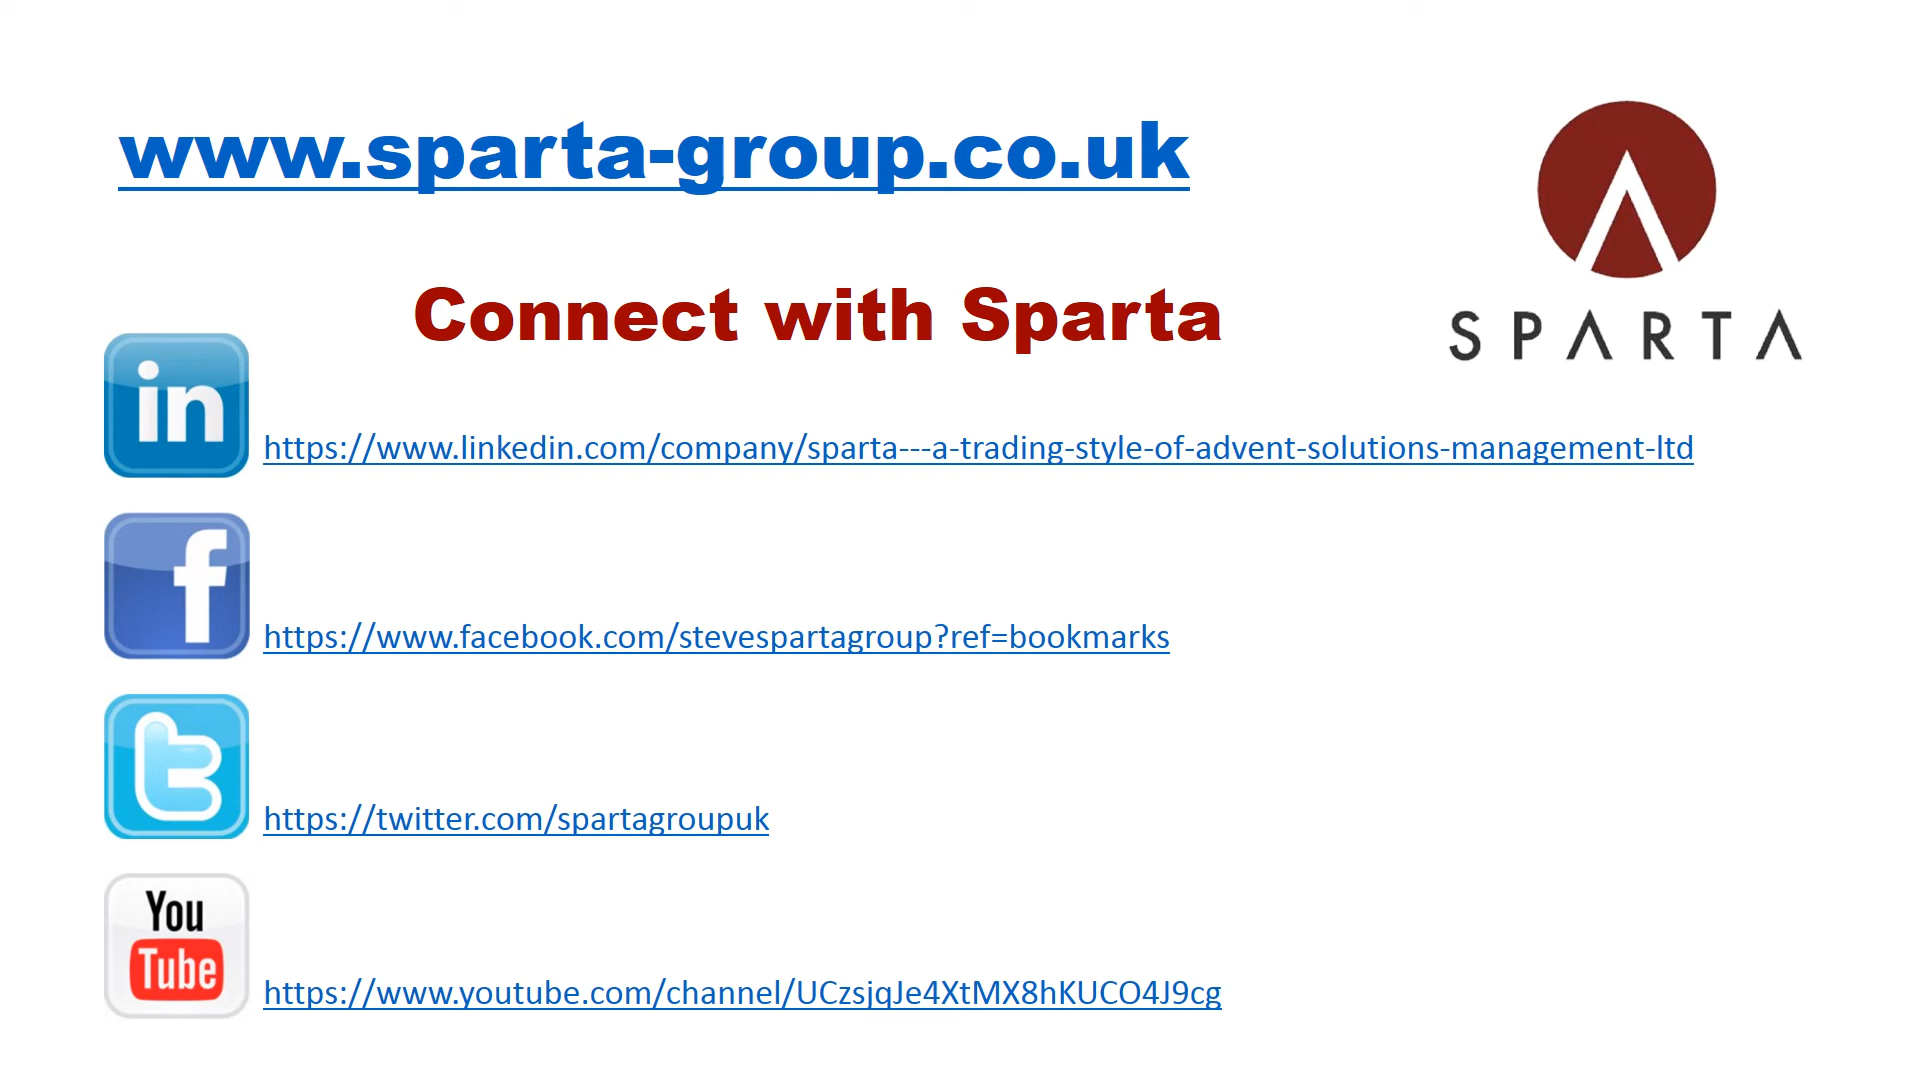 www.sparta-group.co.uk
SPARTA
Connect with Sparta
in
https://www.linkedin.com/company/sparta---a-trading-style-of-advent-solutions-management-ltd
f
https://www.facebook.com/stevespartagroup?ref=bookmarks
t
https://twitter.com/spartagroupuk
You
Tube
https://www.youtube.com/channel/UCzsjqJe4XtMX8hKUCO4J9cg